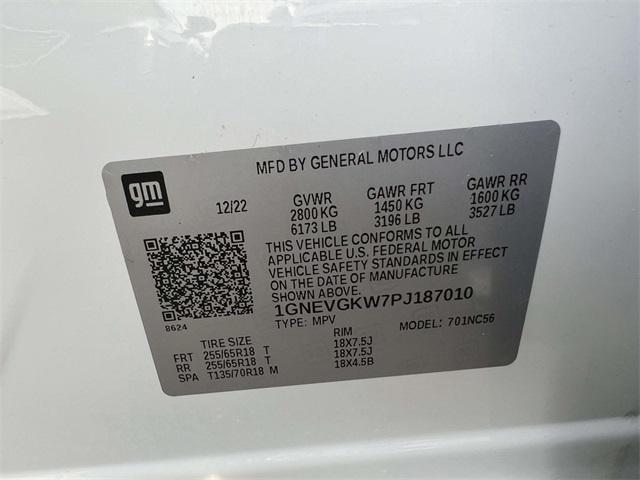 MFD BY GENERAL MOTORS LLC
gm
12/22 GVWR GAWR FRT GAWR RR
2800 KG 1450 KG 1600 KG
6173 LB 3196 LB 3527 LB
THIS VEHICLE CONFORMS TO ALL
APPLICABLE U.S. FEDERAL MOTOR
VEHICLE SAFETY STANDARDS IN EFFECT
ON THE DATE OF MANUFACTURE
SHOWN ABOVE.
1GNEVGKW7PJ187010
8624
TYPE: MPV MODEL: 701NC56
TIRE SIZE RIM
FRT 255/65R18 T 18X7.5J
RR 255/65R18 T 18X7.5J
SPA T135/70R18 M 18X4.5B